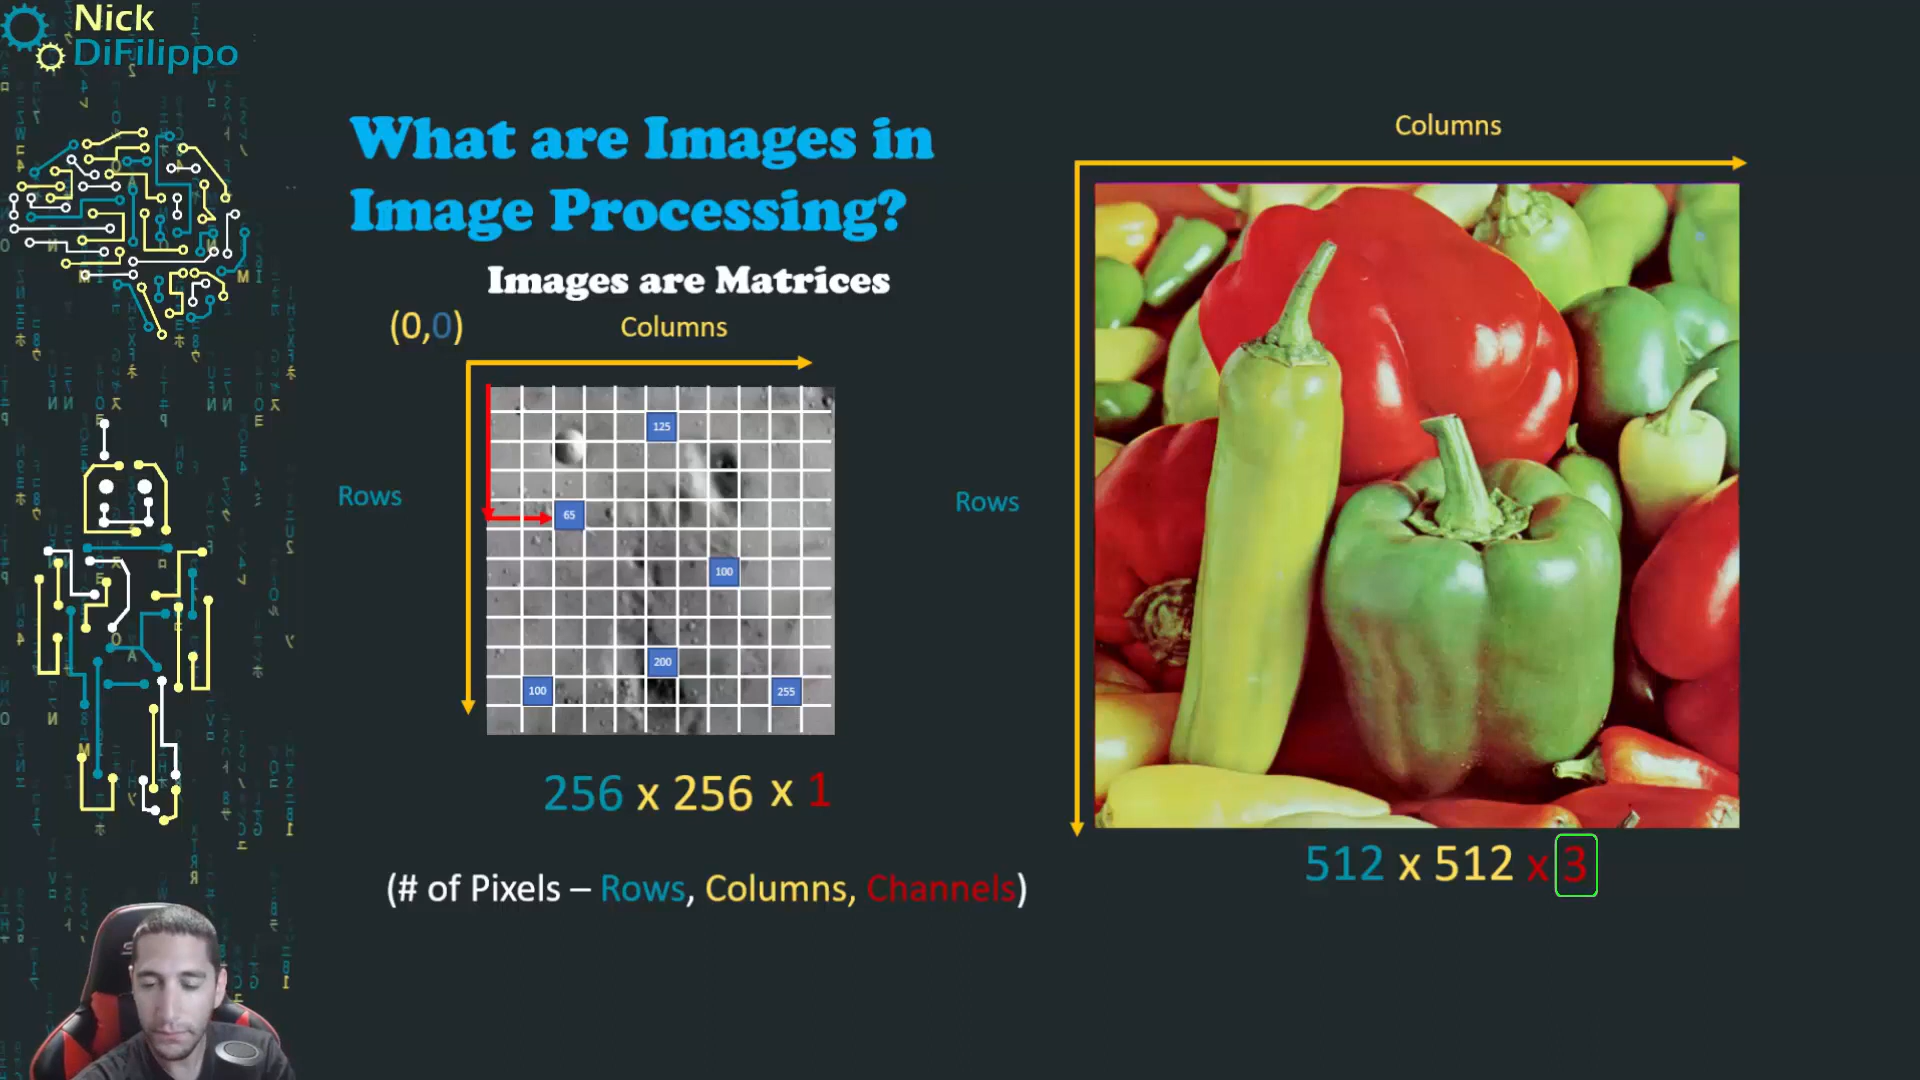 Nick
DiFilippo
What are Images in
Image Processing?
Images are Matrices
(0,0)
Columns
Rows
125
65
100
200
100
255
256 x 256 x 1
(# of Pixels – Rows, Columns, Channels)
Columns
Rows
512 x 512 x 3